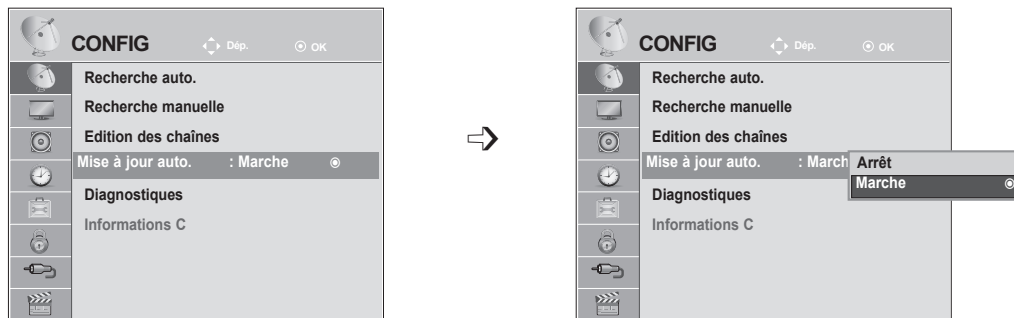 CONFIG Dép. OK
Recherche auto.
Recherche manuelle
Edition des chaînes
Mise à jour auto. : Marche
Diagnostiques
Informations C
CONFIG Dép. OK
Recherche auto.
Recherche manuelle
Edition des chaînes
Mise à jour auto. : March
Arrêt
Marche
Diagnostiques
Informations C